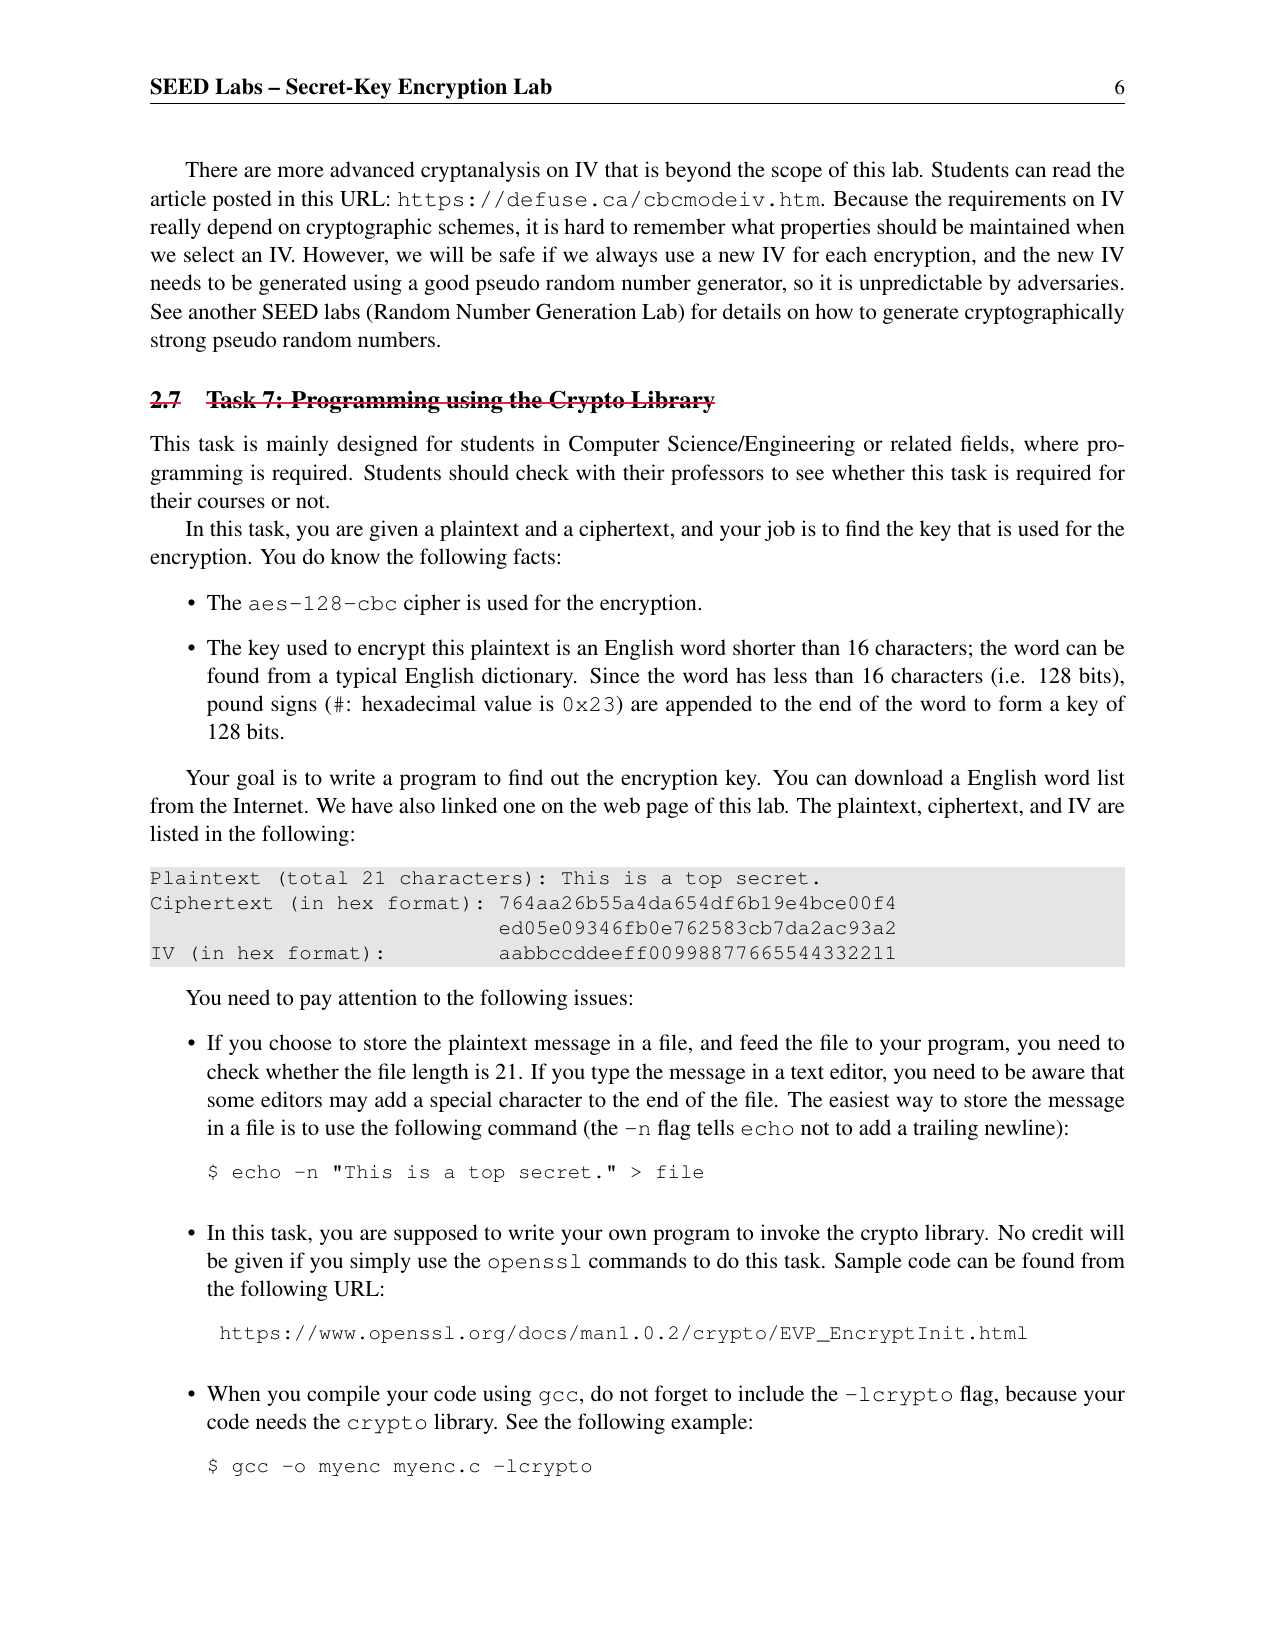 SEED Labs – Secret-Key Encryption Lab 6
There are more advanced cryptanalysis on IV that is beyond the scope of this lab. Students can read the
article posted in this URL: https://defuse.ca/cbcmodeiv.htm. Because the requirements on IV
really depend on cryptographic schemes, it is hard to remember what properties should be maintained when
we select an IV. However, we will be safe if we always use a new IV for each encryption, and the new IV
needs to be generated using a good pseudo random number generator, so it is unpredictable by adversaries.
See another SEED labs (Random Number Generation Lab) for details on how to generate cryptographically
strong pseudo random numbers.
2.7 Task 7: Programming using the Crypto Library
This task is mainly designed for students in Computer Science/Engineering or related fields, where pro-
gramming is required. Students should check with their professors to see whether this task is required for
their courses or not.
In this task, you are given a plaintext and a ciphertext, and your job is to find the key that is used for the
encryption. You do know the following facts:
• The aes-128-cbc cipher is used for the encryption.
• The key used to encrypt this plaintext is an English word shorter than 16 characters; the word can be
found from a typical English dictionary. Since the word has less than 16 characters (i.e. 128 bits),
pound signs (#: hexadecimal value is 0x23) are appended to the end of the word to form a key of
128 bits.
Your goal is to write a program to find out the encryption key. You can download a English word list
from the Internet. We have also linked one on the web page of this lab. The plaintext, ciphertext, and IV are
listed in the following:
Plaintext (total 21 characters): This is a top secret.
Ciphertext (in hex format): 764aa26b55a4da654df6b19e4bce00f4
ed05e09346fb0e762583cb7da2ac93a2
IV (in hex format): aabbccddeeff00998877665544332211
You need to pay attention to the following issues:
• If you choose to store the plaintext message in a file, and feed the file to your program, you need to
check whether the file length is 21. If you type the message in a text editor, you need to be aware that
some editors may add a special character to the end of the file. The easiest way to store the message
in a file is to use the following command (the -n flag tells echo not to add a trailing newline):
$ echo -n "This is a top secret." > file
• In this task, you are supposed to write your own program to invoke the crypto library. No credit will
be given if you simply use the openssl commands to do this task. Sample code can be found from
the following URL:
https://www.openssl.org/docs/man1.0.2/crypto/EVP_EncryptInit.html
• When you compile your code using gcc, do not forget to include the -lcrypto flag, because your
code needs the crypto library. See the following example:
$ gcc -o myenc myenc.c -lcrypto